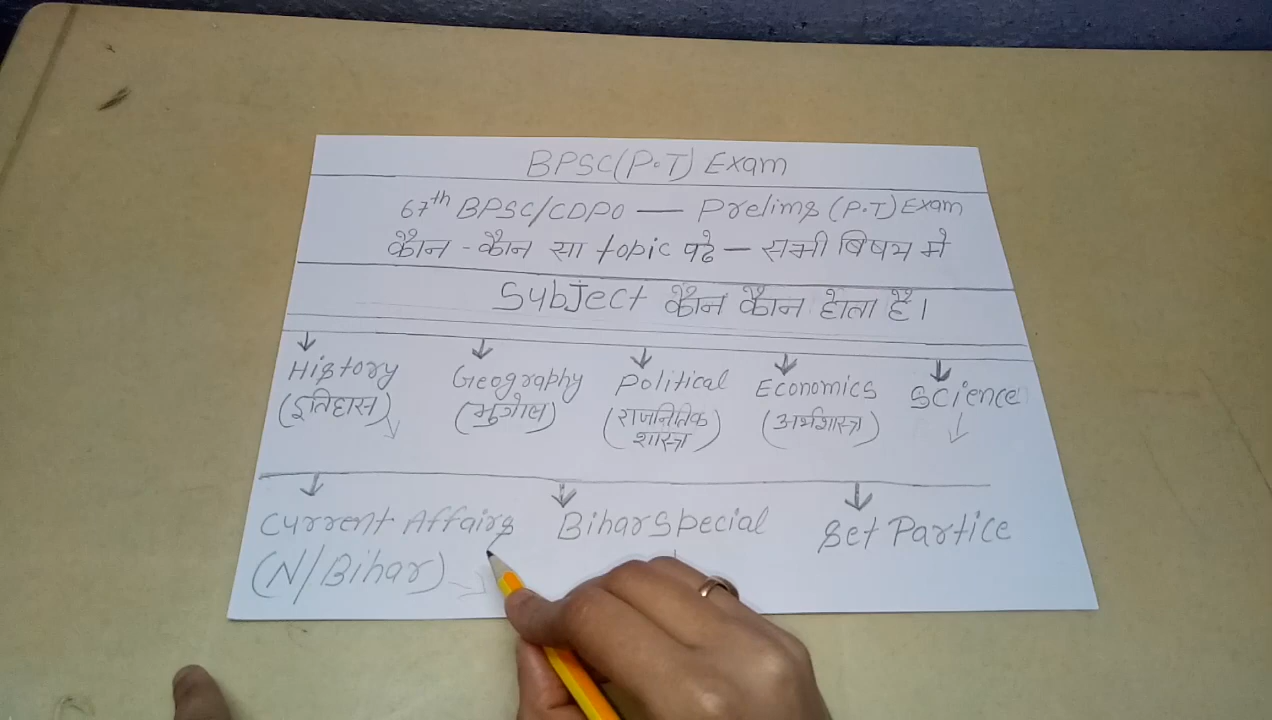 BPSC(P.T) Exam
67th BPSC/CDPO — Prelims (P.T) Exam
कौन - कौन सा topic पढे — सभी बिषय मे
Subject कौन कौन होता है।
History Geography Political Economics Science
(इतिहास) (भुगोल) (राजनितिक शास्त्र) (अर्थशास्त्र)
Current Affairs Bihar Special Set Partice
(N/Bihar)